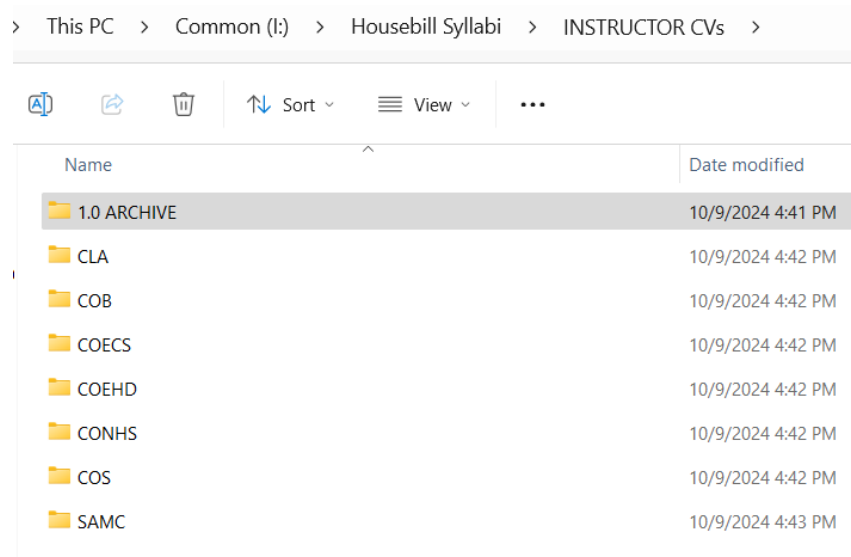 > This PC > Common (I:) > Housebill Syllabi > INSTRUCTOR CVs >
A Sort View ...
Name Date modified
1.0 ARCHIVE 10/9/2024 4:41 PM
CLA 10/9/2024 4:42 PM
COB 10/9/2024 4:42 PM
COECS 10/9/2024 4:42 PM
COEHD 10/9/2024 4:42 PM
CONHS 10/9/2024 4:42 PM
COS 10/9/2024 4:42 PM
SAMC 10/9/2024 4:43 PM